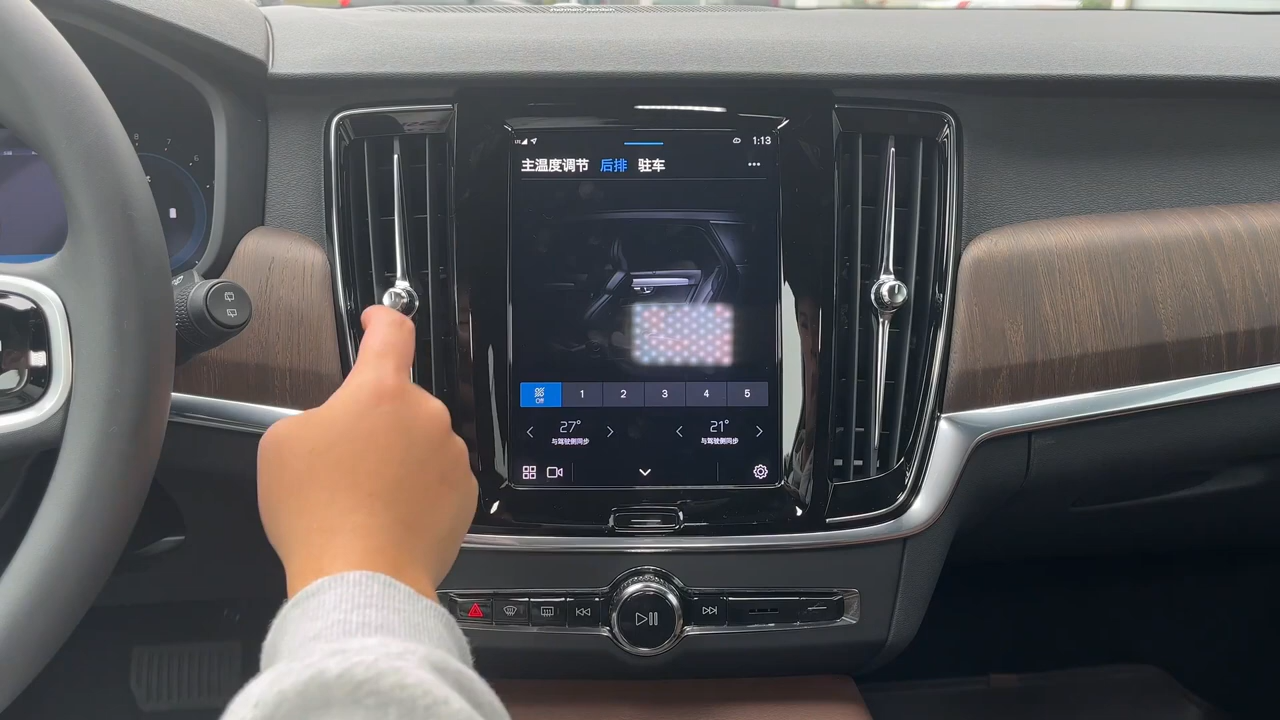 1:13
主温度调节 后排 驻车
Off 1 2 3 4 5
27° 21°
与驾驶侧同步 与驾驶侧同步